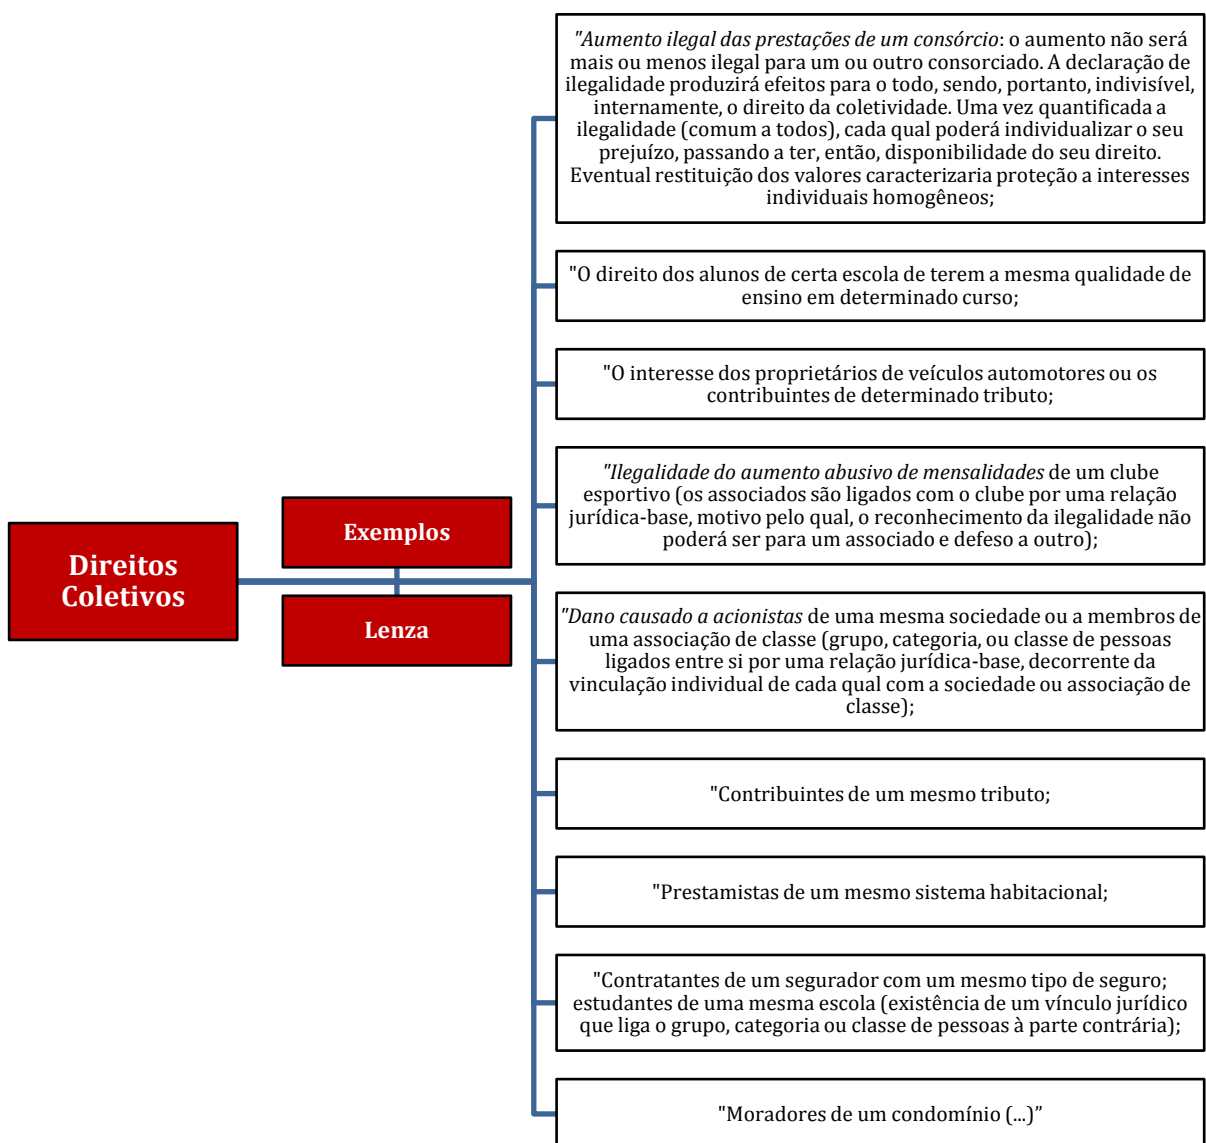 "Aumento ilegal das prestações de um consórcio: o aumento não será
mais ou menos ilegal para um ou outro consorciado. A declaração de
ilegalidade produzirá efeitos para o todo, sendo, portanto, indivisível,
internamente, o direito da coletividade. Uma vez quantificada a
ilegalidade (comum a todos), cada qual poderá individualizar o seu
prejuízo, passando a ter, então, disponibilidade do seu direito.
Eventual restituição dos valores caracterizaria proteção a interesses
individuais homogêneos;
"O direito dos alunos de certa escola de terem a mesma qualidade de
ensino em determinado curso;
"O interesse dos proprietários de veículos automotores ou os
contribuintes de determinado tributo;
"Ilegalidade do aumento abusivo de mensalidades de um clube
esportivo (os associados são ligados com o clube por uma relação
jurídica-base, motivo pelo qual, o reconhecimento da ilegalidade não
poderá ser para um associado e defeso a outro);
Exemplos
Direitos
Coletivos
Lenza
"Dano causado a acionistas de uma mesma sociedade ou a membros de
uma associação de classe (grupo, categoria, ou classe de pessoas
ligados entre si por uma relação jurídica-base, decorrente da
vinculação individual de cada qual com a sociedade ou associação de
classe);
"Contribuintes de um mesmo tributo;
"Prestamistas de um mesmo sistema habitacional;
"Contratantes de um segurador com um mesmo tipo de seguro;
estudantes de uma mesma escola (existência de um vínculo jurídico
que liga o grupo, categoria ou classe de pessoas à parte contrária);
"Moradores de um condomínio (...)”